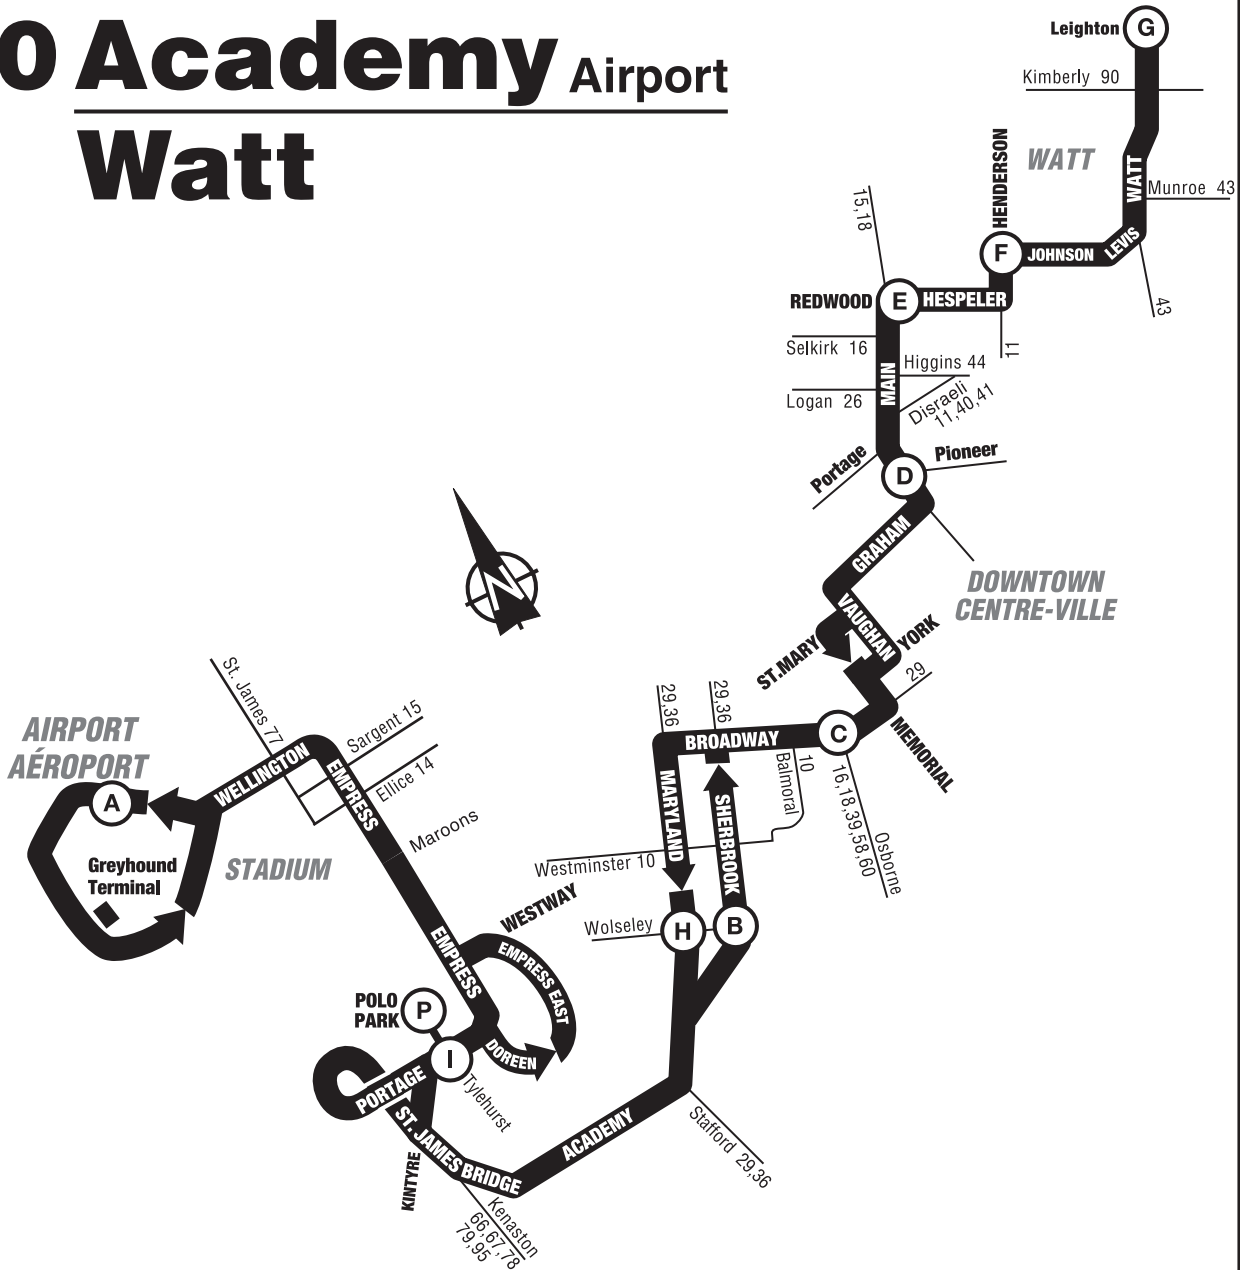 0 Academy Airport
Watt
Leighton G
Kimberly 90
HENDERSON
WATT
WATT
Munroe 43
15,18
F
JOHNSON
LEVIS
REDWOOD E HESPELER
43
11
Selkirk 16
MAIN
Higgins 44
Logan 26
Disraeli
11,40,41
Portage
D
Pioneer
GRAHAM
DOWNTOWN
CENTRE-VILLE
N
VAUGHAN
ST.MARY
YORK
29
MEMORIAL
St. James 77
Sargent 15
Ellice 14
AIRPORT
AÉROPORT
WELLINGTON
EMPRESS
A
Greyhound
Terminal
STADIUM
Maroons
29,36
29,36
BROADWAY
C
10
Balmoral
MARYLAND
SHERBROOK
16,18,39,58,60
Osborne
Westminster 10
WESTWAY
Wolseley
H
B
EMPRESS
EMPRESS EAST
POLO
PARK
P
I
DOREEN
PORTAGE
Tylehurst
ST. JAMES BRIDGE
KINTYRE
ACADEMY
Stafford 29,36
Kenaston
66,67,78
79,95